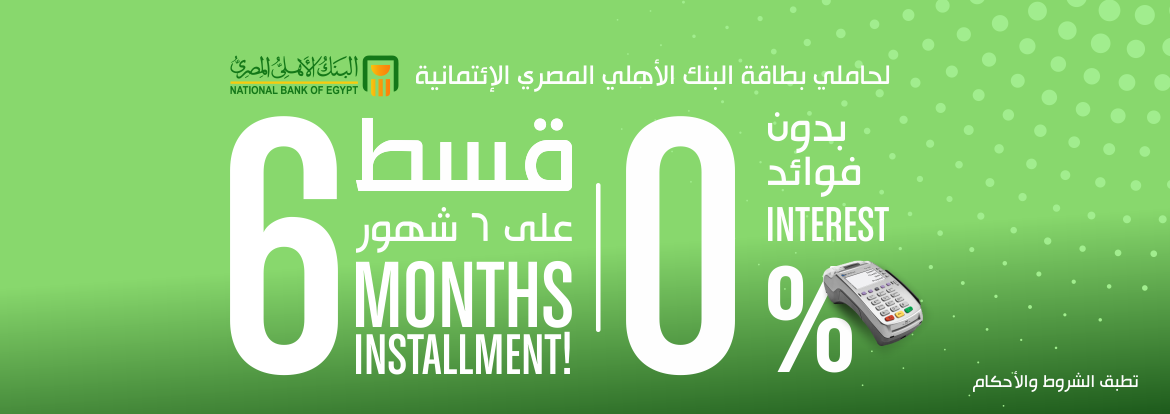 لحاملي بطاقة البنك الأهلي المصري الإئتمانية
البنك الأهلي المصري
NATIONAL BANK OF EGYPT
6
قسط
على ٦ شهور
MONTHS
INSTALLMENT!
0
بدون
فوائد
INTEREST
%
تطبق الشروط والأحكام